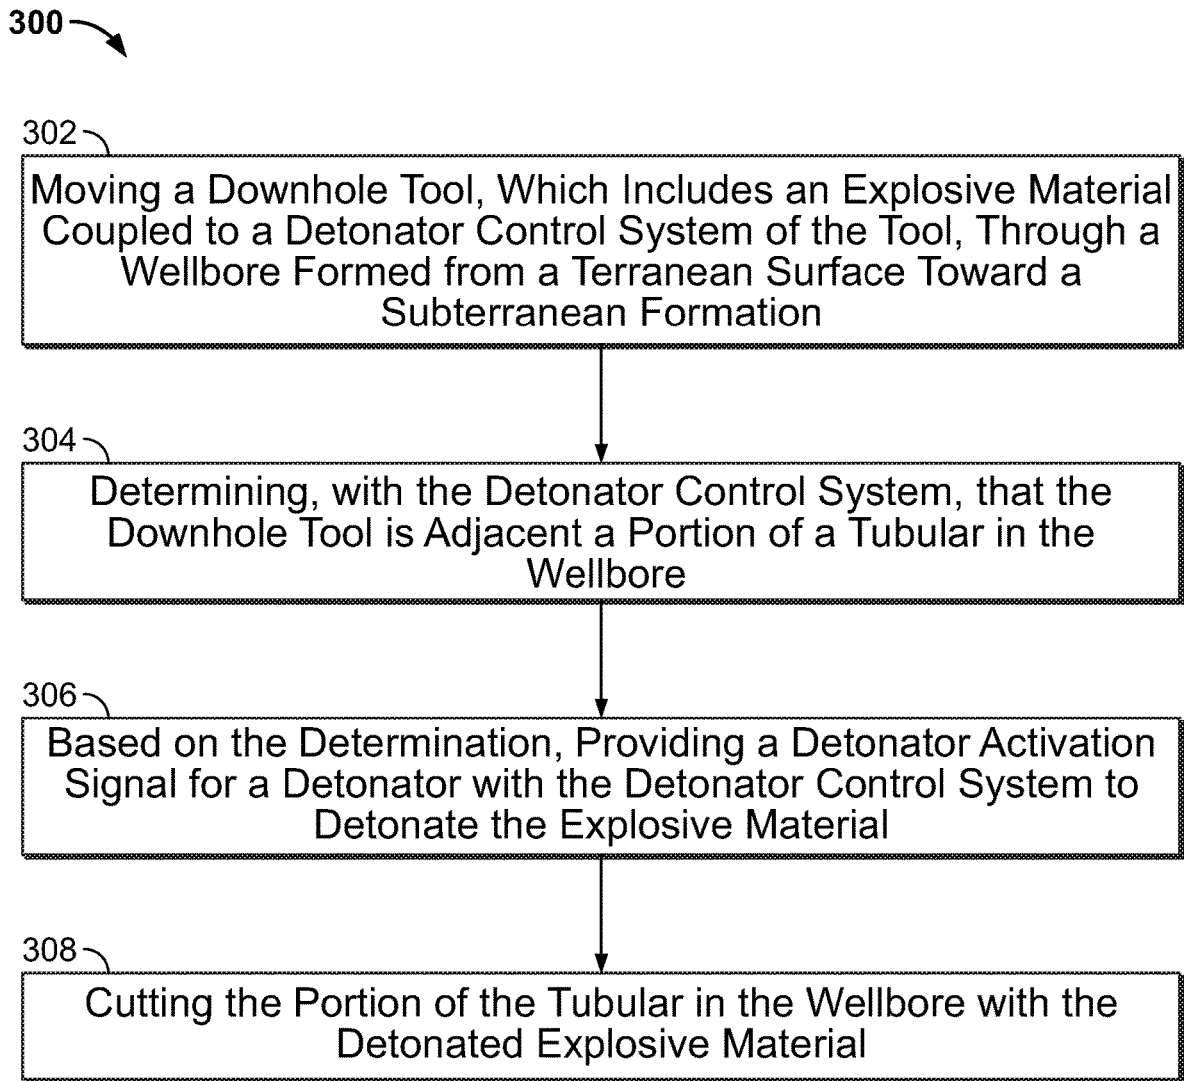 300
302
Moving a Downhole Tool, Which Includes an Explosive Material
Coupled to a Detonator Control System of the Tool, Through a
Wellbore Formed from a Terranean Surface Toward a
Subterranean Formation
304
Determining, with the Detonator Control System, that the
Downhole Tool is Adjacent a Portion of a Tubular in the
Wellbore
306
Based on the Determination, Providing a Detonator Activation
Signal for a Detonator with the Detonator Control System to
Detonate the Explosive Material
308
Cutting the Portion of the Tubular in the Wellbore with the
Detonated Explosive Material